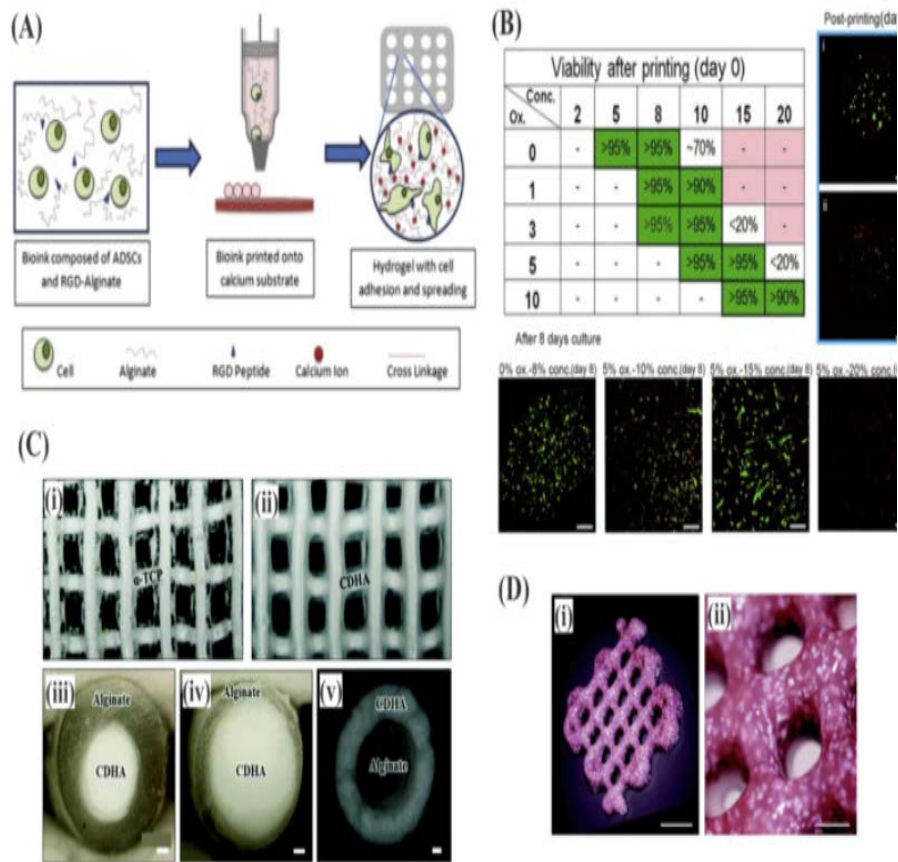 (A)
Bioink composed of ADSCs
and RGD-Alginate
Bioink printed onto
calcium substrate
Hydrogel with cell
adhesion and spreading
Cell Alginate RGD Peptide Calcium Ion Cross Linkage
(B)
Viability after printing (day 0)
Conc.
Ox.
2 5 8 10 15 20
0 - >95% >95% ~70% - -
1 - - >95% >90% - -
3 - - >95% >95% <20% -
5 - - - >95% >95% <20%
10 - - - - >95% >90%
Post-printing(da
i
ii
After 8 days culture
0% ox.-8% conc.(day 8) 5% ox.-10% conc.(day 8) 5% ox.-15% conc.(day 8) 5% ox.-20% conc.(
(C)
(i)
α-TCP
(ii)
CDHA
(iii)
Alginate
CDHA
(iv)
Alginate
CDHA
(v)
CDHA
Alginate
(D)
(i)
(ii)